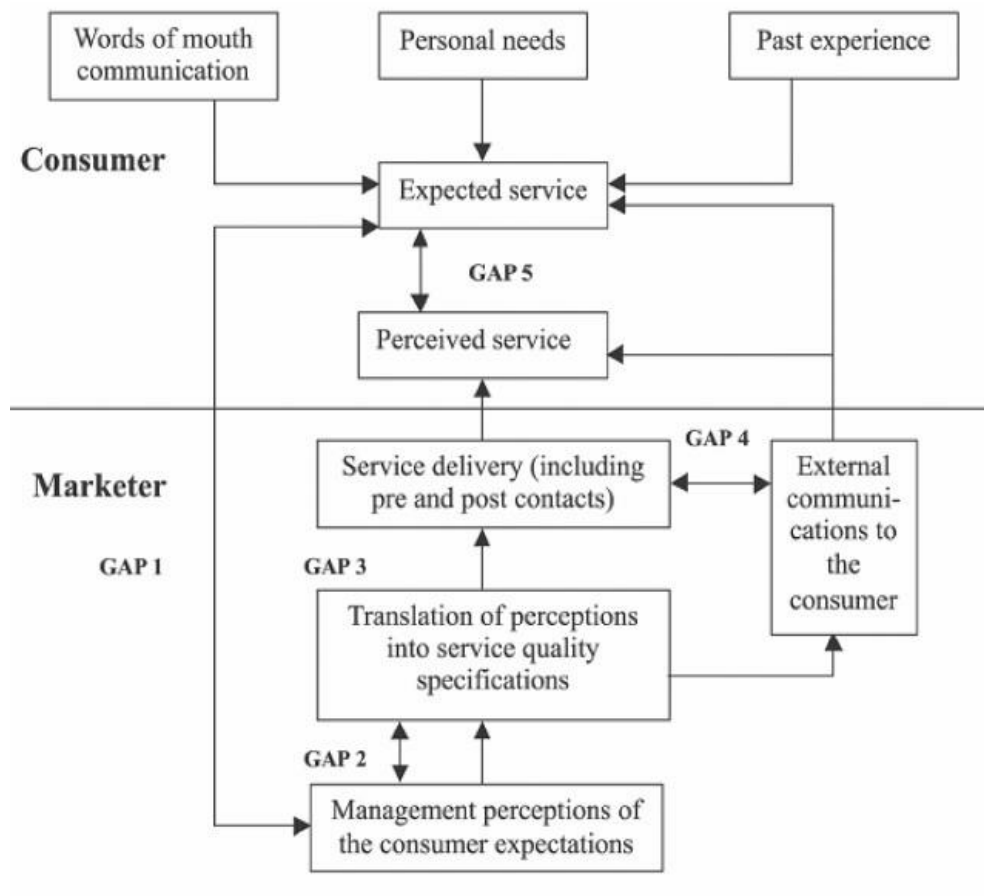 Words of mouth
communication
Personal needs
Past experience
Consumer
Expected service
GAP 5
Perceived service
GAP 4
Marketer
Service delivery (including
pre and post contacts)
External
communi-
cations to
the
consumer
GAP 1
GAP 3
Translation of perceptions
into service quality
specifications
GAP 2
Management perceptions of
the consumer expectations